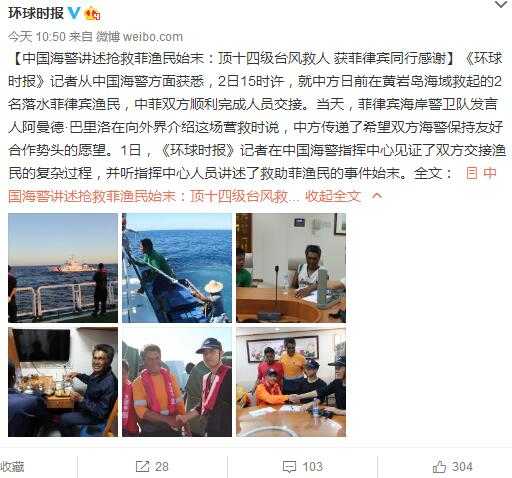 环球时报
今天 10:50 来自 微博 weibo.com
【中国海警讲述抢救菲渔民始末：顶十四级台风救人 获菲律宾同行感谢】《环球
时报》记者从中国海警方面获悉，2日15时许，就中方日前在黄岩岛海域救起的2
名落水菲律宾渔民，中菲双方顺利完成人员交接。当天，菲律宾海岸警卫队发言
人阿曼德·巴里洛在向外界介绍这场营救时说，中方传递了希望双方海警保持友好
合作势头的愿望。1日，《环球时报》记者在中国海警指挥中心见证了双方交接渔
民的复杂过程，并听指挥中心人员讲述了救助菲渔民的事件始末。全文： 中
国海警讲述抢救菲渔民始末：顶十四级台风救... 收起全文
收藏 28 103 304